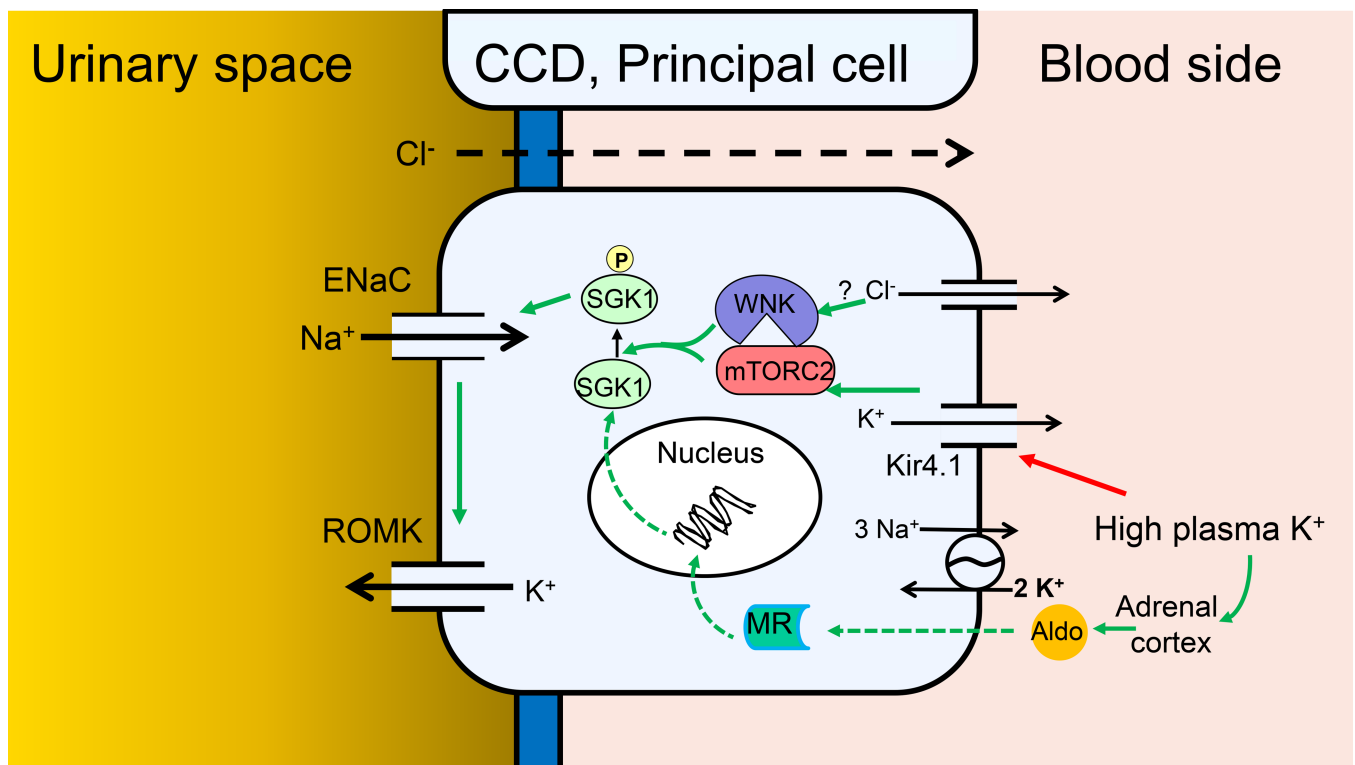 Urinary space
CCD, Principal cell
Blood side
Cl⁻
ENaC
Na⁺
P
SGK1
SGK1
WNK
? Cl⁻
mTORC2
K⁺
Kir4.1
Nucleus
ROMK
K⁺
3 Na⁺
2 K⁺
High plasma K⁺
MR
Aldo
Adrenal
cortex